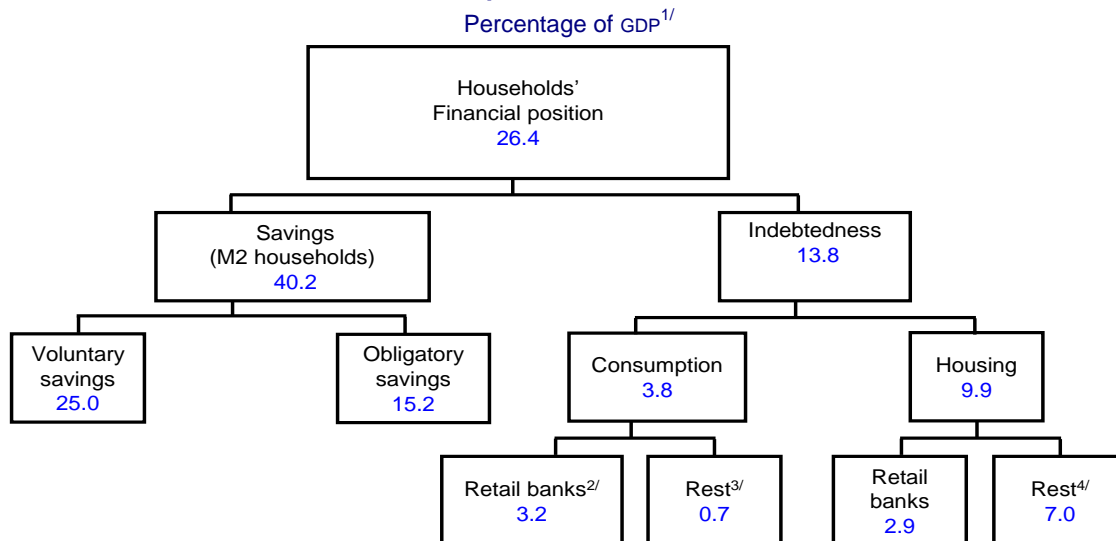 Percentage of GDP1/
Households'
Financial position
26.4
Savings
(M2 households)
40.2
Indebtedness
13.8
Voluntary
savings
25.0
Obligatory
savings
15.2
Consumption
3.8
Housing
9.9
Retail banks2/
3.2
Rest3/
0.7
Retail
banks
2.9
Rest4/
7.0